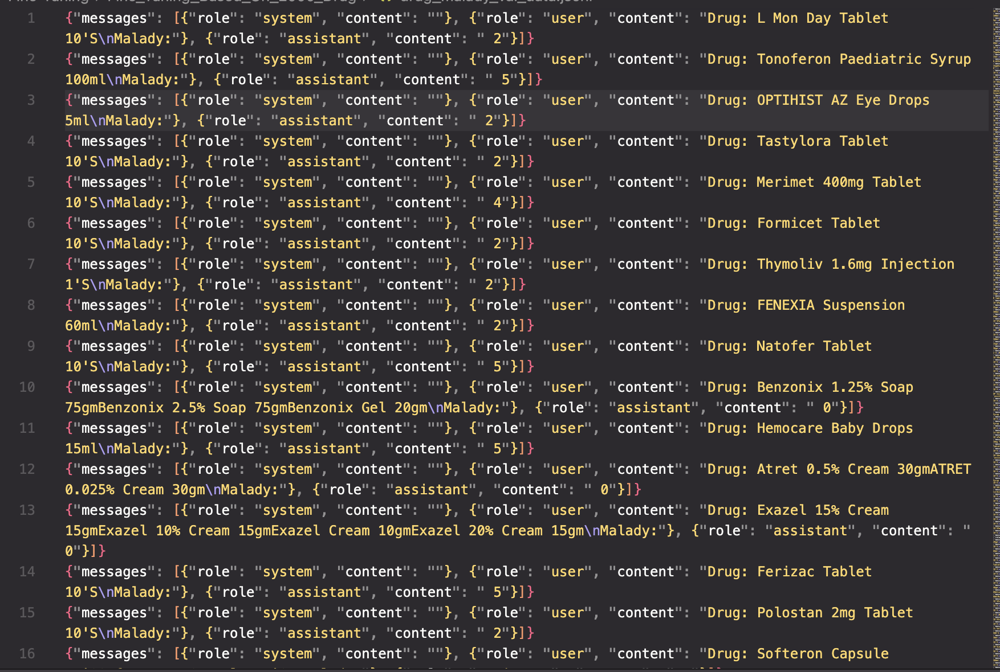 1 {"messages": [{"role": "system", "content": ""}, {"role": "user", "content": "Drug: L Mon Day Tablet
10'S\nMalady:"}, {"role": "assistant", "content": " 2"}]}
2 {"messages": [{"role": "system", "content": ""}, {"role": "user", "content": "Drug: Tonoferon Paediatric Syrup
100ml\nMalady:"}, {"role": "assistant", "content": " 5"}]}
3 {"messages": [{"role": "system", "content": ""}, {"role": "user", "content": "Drug: OPTIHIST AZ Eye Drops
5ml\nMalady:"}, {"role": "assistant", "content": " 2"}]}
4 {"messages": [{"role": "system", "content": ""}, {"role": "user", "content": "Drug: Tastylora Tablet
10'S\nMalady:"}, {"role": "assistant", "content": " 2"}]}
5 {"messages": [{"role": "system", "content": ""}, {"role": "user", "content": "Drug: Merimet 400mg Tablet
10'S\nMalady:"}, {"role": "assistant", "content": " 4"}]}
6 {"messages": [{"role": "system", "content": ""}, {"role": "user", "content": "Drug: Formicet Tablet
10'S\nMalady:"}, {"role": "assistant", "content": " 2"}]}
7 {"messages": [{"role": "system", "content": ""}, {"role": "user", "content": "Drug: Thymoliv 1.6mg Injection
1'S\nMalady:"}, {"role": "assistant", "content": " 2"}]}
8 {"messages": [{"role": "system", "content": ""}, {"role": "user", "content": "Drug: FENEXIA Suspension
60ml\nMalady:"}, {"role": "assistant", "content": " 2"}]}
9 {"messages": [{"role": "system", "content": ""}, {"role": "user", "content": "Drug: Natofer Tablet
10'S\nMalady:"}, {"role": "assistant", "content": " 5"}]}
10 {"messages": [{"role": "system", "content": ""}, {"role": "user", "content": "Drug: Benzonix 1.25% Soap
75gmBenzonix 2.5% Soap 75gmBenzonix Gel 20gm\nMalady:"}, {"role": "assistant", "content": " 0"}]}
11 {"messages": [{"role": "system", "content": ""}, {"role": "user", "content": "Drug: Hemocare Baby Drops
15ml\nMalady:"}, {"role": "assistant", "content": " 5"}]}
12 {"messages": [{"role": "system", "content": ""}, {"role": "user", "content": "Drug: Atret 0.5% Cream 30gmATRET
0.025% Cream 30gm\nMalady:"}, {"role": "assistant", "content": " 0"}]}
13 {"messages": [{"role": "system", "content": ""}, {"role": "user", "content": "Drug: Exazel 15% Cream
15gmExazel 10% Cream 15gmExazel Cream 10gmExazel 20% Cream 15gm\nMalady:"}, {"role": "assistant", "content": "
0"}]}
14 {"messages": [{"role": "system", "content": ""}, {"role": "user", "content": "Drug: Ferizac Tablet
10'S\nMalady:"}, {"role": "assistant", "content": " 5"}]}
15 {"messages": [{"role": "system", "content": ""}, {"role": "user", "content": "Drug: Polostan 2mg Tablet
10'S\nMalady:"}, {"role": "assistant", "content": " 2"}]}
16 {"messages": [{"role": "system", "content": ""}, {"role": "user", "content": "Drug: Softeron Capsule